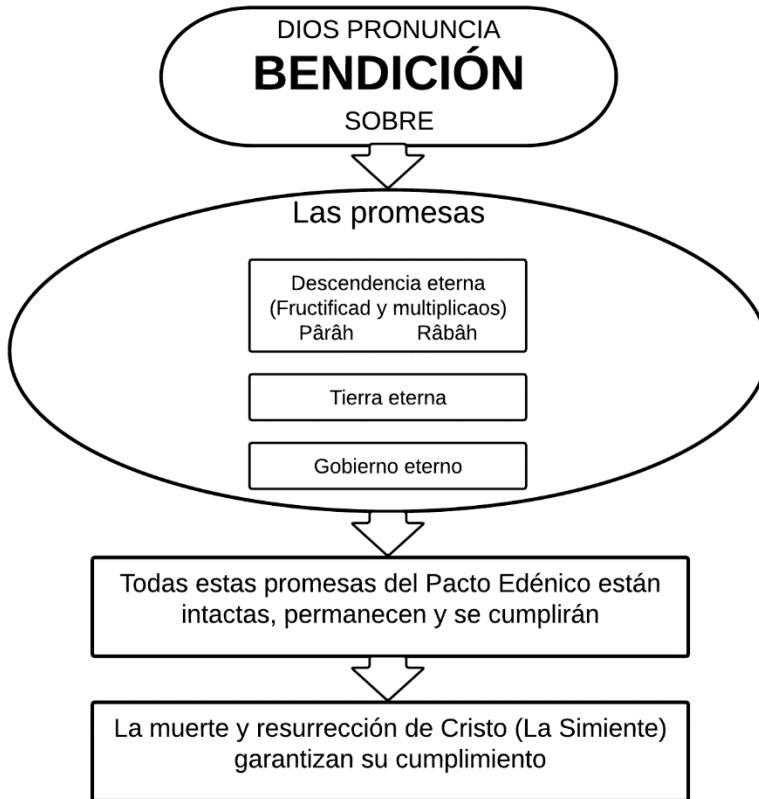 DIOS PRONUNCIA
BENDICIÓN
SOBRE
Las promesas
Descendencia eterna
(Fructificad y multiplicaos)
Pârâh Râbâh
Tierra eterna
Gobierno eterno
Todas estas promesas del Pacto Edénico están
intactas, permanecen y se cumplirán
La muerte y resurrección de Cristo (La Simiente)
garantizan su cumplimiento